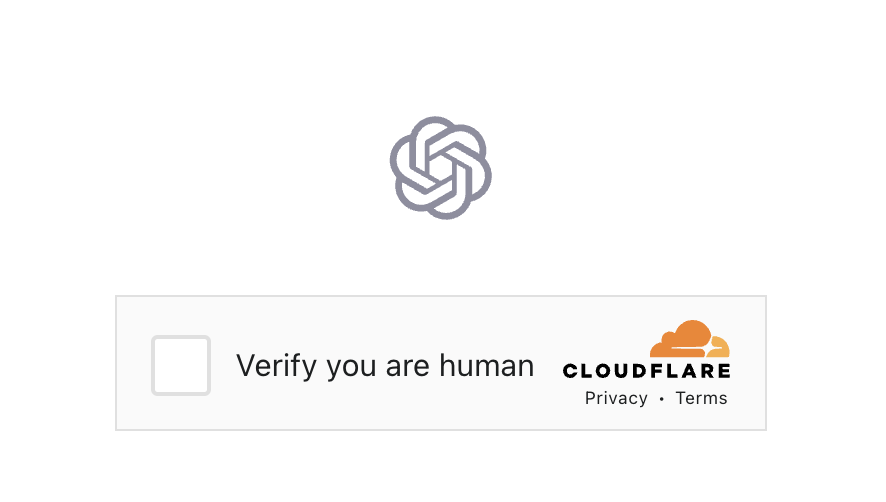 Verify you are human
CLOUDFLARE
Privacy • Terms